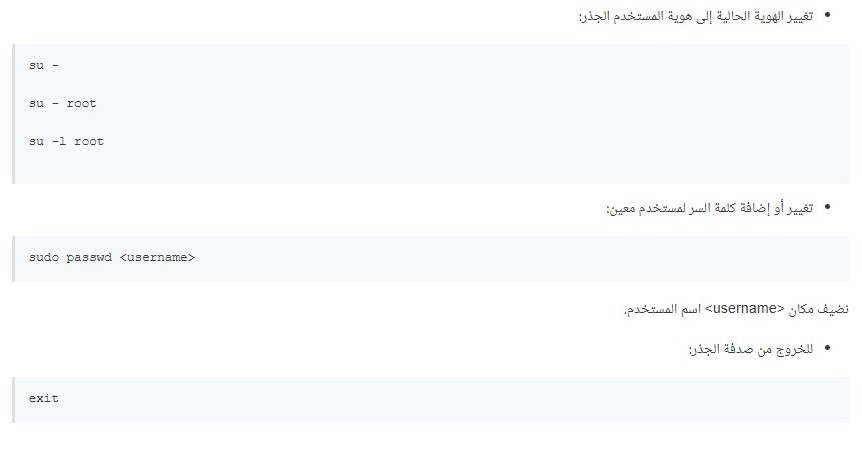 • تغيير الهوية الحالية إلى هوية المستخدم الجذر:
su -
su - root
su -l root
• تغيير أو إضافة كلمة السر لمستخدم معين:
sudo passwd <username>
نضيف مكان <username> اسم المستخدم.
• للخروج من صدفة الجذر:
exit